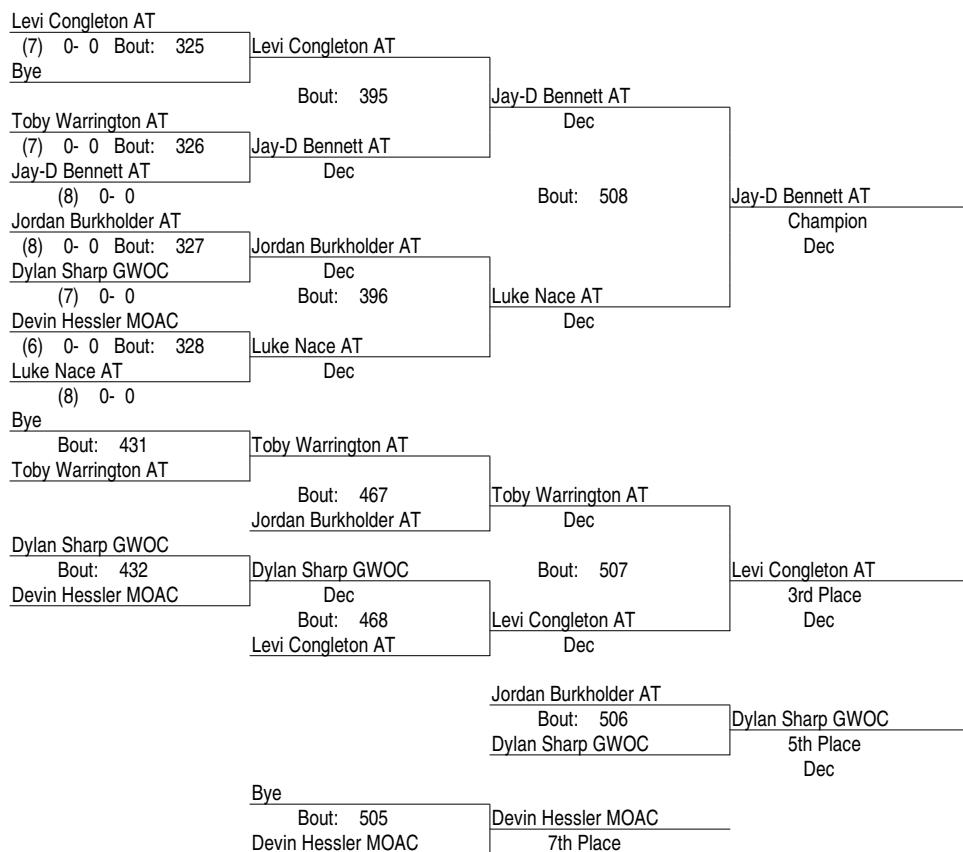 Levi Congleton AT
(7) 0- 0 Bout: 325 Levi Congleton AT
Bye
Bout: 395 Jay-D Bennett AT
Toby Warrington AT Dec
(7) 0- 0 Bout: 326 Jay-D Bennett AT
Jay-D Bennett AT Dec
(8) 0- 0 Bout: 508 Jay-D Bennett AT
Jordan Burkholder AT Champion
(8) 0- 0 Bout: 327 Jordan Burkholder AT Dec
Dylan Sharp GWOC Dec
(7) 0- 0 Bout: 396 Luke Nace AT
Devin Hessler MOAC Dec
(6) 0- 0 Bout: 328 Luke Nace AT
Luke Nace AT Dec
(8) 0- 0
Bye
Bout: 431 Toby Warrington AT
Toby Warrington AT
Bout: 467 Toby Warrington AT
Jordan Burkholder AT Dec
Dylan Sharp GWOC
Bout: 432 Dylan Sharp GWOC Bout: 507 Levi Congleton AT
Devin Hessler MOAC Dec 3rd Place
Bout: 468 Levi Congleton AT Dec
Levi Congleton AT Dec
Jordan Burkholder AT
Bout: 506 Dylan Sharp GWOC
Dylan Sharp GWOC 5th Place
Dec
Bye
Bout: 505 Devin Hessler MOAC
Devin Hessler MOAC 7th Place